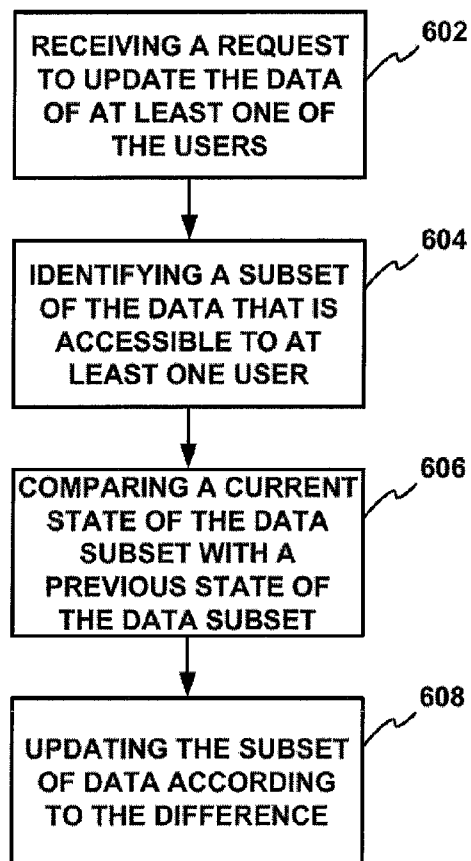 RECEIVING A REQUEST
TO UPDATE THE DATA
OF AT LEAST ONE OF
THE USERS
602
IDENTIFYING A SUBSET
OF THE DATA THAT IS
ACCESSIBLE TO AT
LEAST ONE USER
604
COMPARING A CURRENT
STATE OF THE DATA
SUBSET WITH A
PREVIOUS STATE OF
THE DATA SUBSET
606
UPDATING THE SUBSET
OF DATA ACCORDING
TO THE DIFFERENCE
608